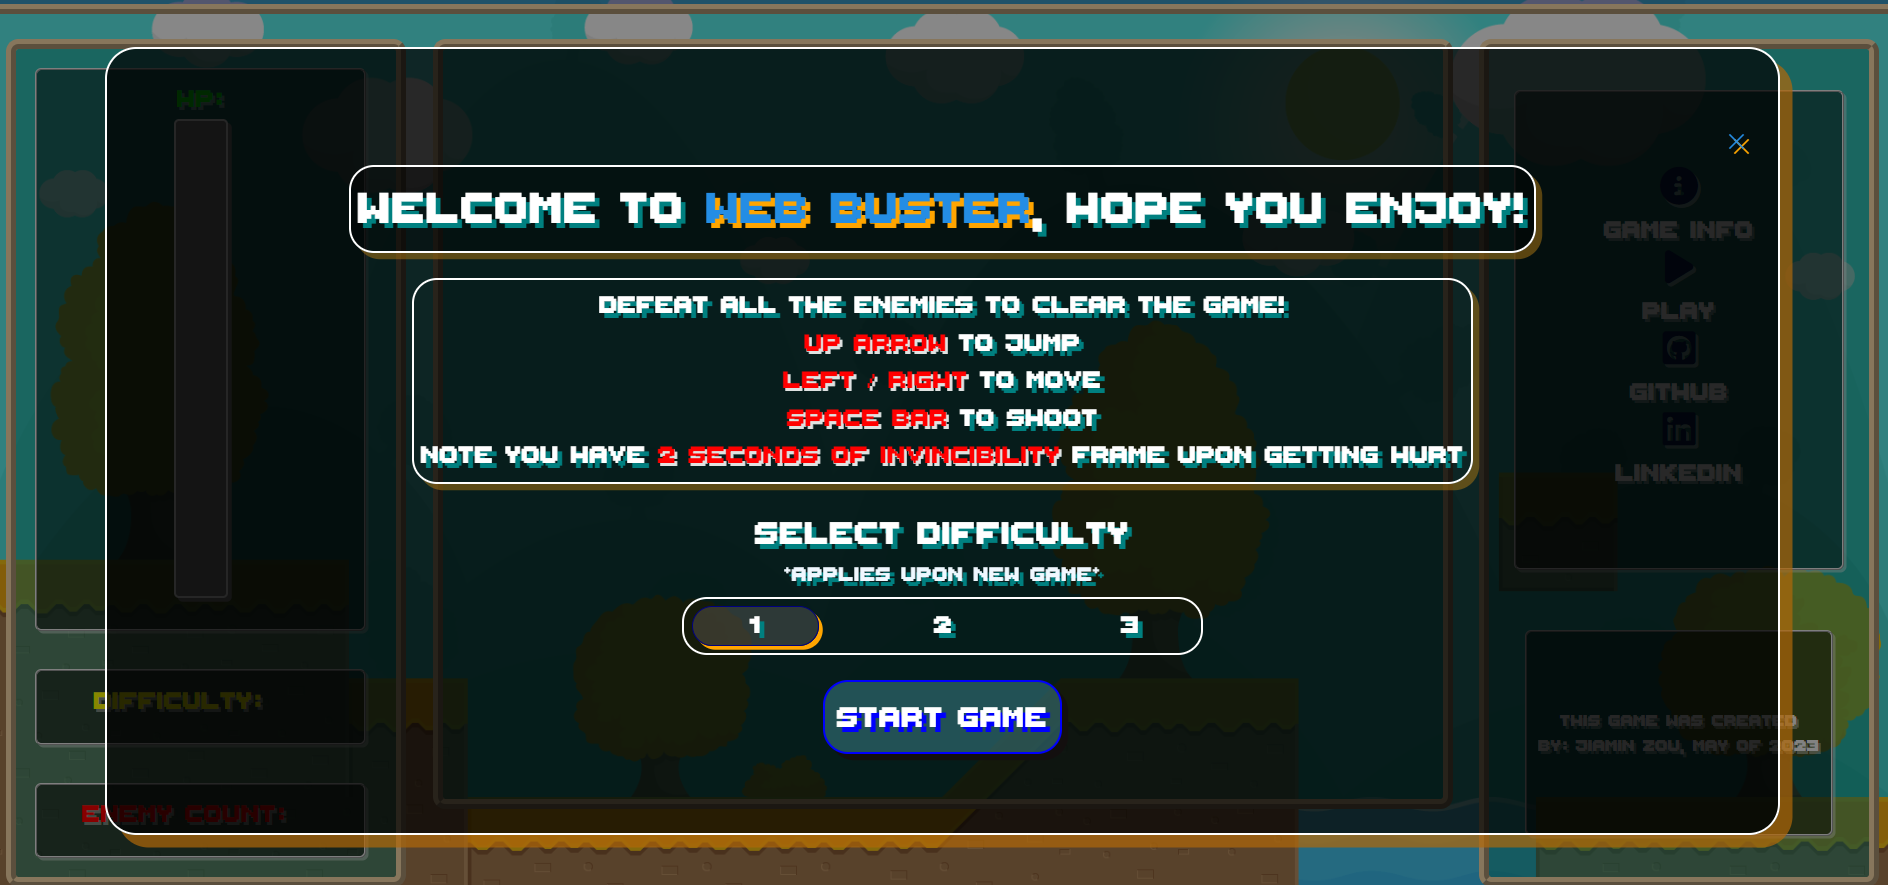 HP:
WELCOME TO WEB BUSTER, HOPE YOU ENJOY!
DEFEAT ALL THE ENEMIES TO CLEAR THE GAME!
UP ARROW TO JUMP
LEFT / RIGHT TO MOVE
SPACE BAR TO SHOOT
NOTE YOU HAVE 2 SECONDS OF INVINCIBILITY FRAME UPON GETTING HURT
SELECT DIFFICULTY
*APPLIES UPON NEW GAME*
1 2 3
START GAME
DIFFICULTY:
ENEMY COUNT:
GAME INFO
PLAY
GITHUB
in
LINKEDIN
THIS GAME WAS CREATED
BY: JIAMIN ZOU, MAY OF 2023